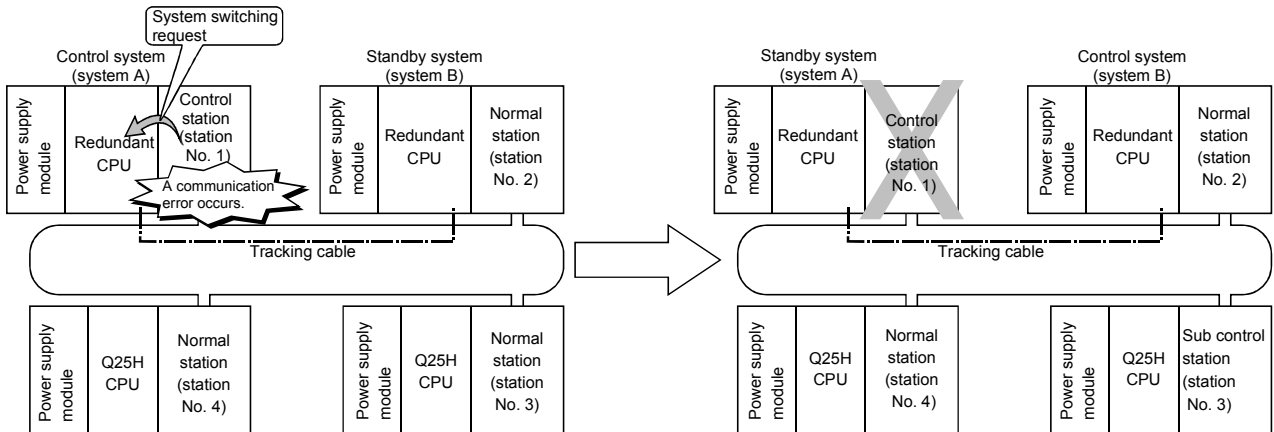 System switching
request
Control system
(system A)
Standby system
(system B)
Power supply
module
Redundant
CPU
Control
station
(station
No. 1)
A communication
error occurs.
Power supply
module
Redundant
CPU
Normal
station
(station
No. 2)
Tracking cable
Power supply
module
Q25H
CPU
Normal
station
(station
No. 4)
Power supply
module
Q25H
CPU
Normal
station
(station
No. 3)
Standby system
(system A)
Control system
(system B)
Power supply
module
Redundant
CPU
Control
station
(station
No. 1)
Power supply
module
Redundant
CPU
Normal
station
(station
No. 2)
Tracking cable
Power supply
module
Q25H
CPU
Normal
station
(station
No. 4)
Power supply
module
Q25H
CPU
Sub control
station
(station
No. 3)